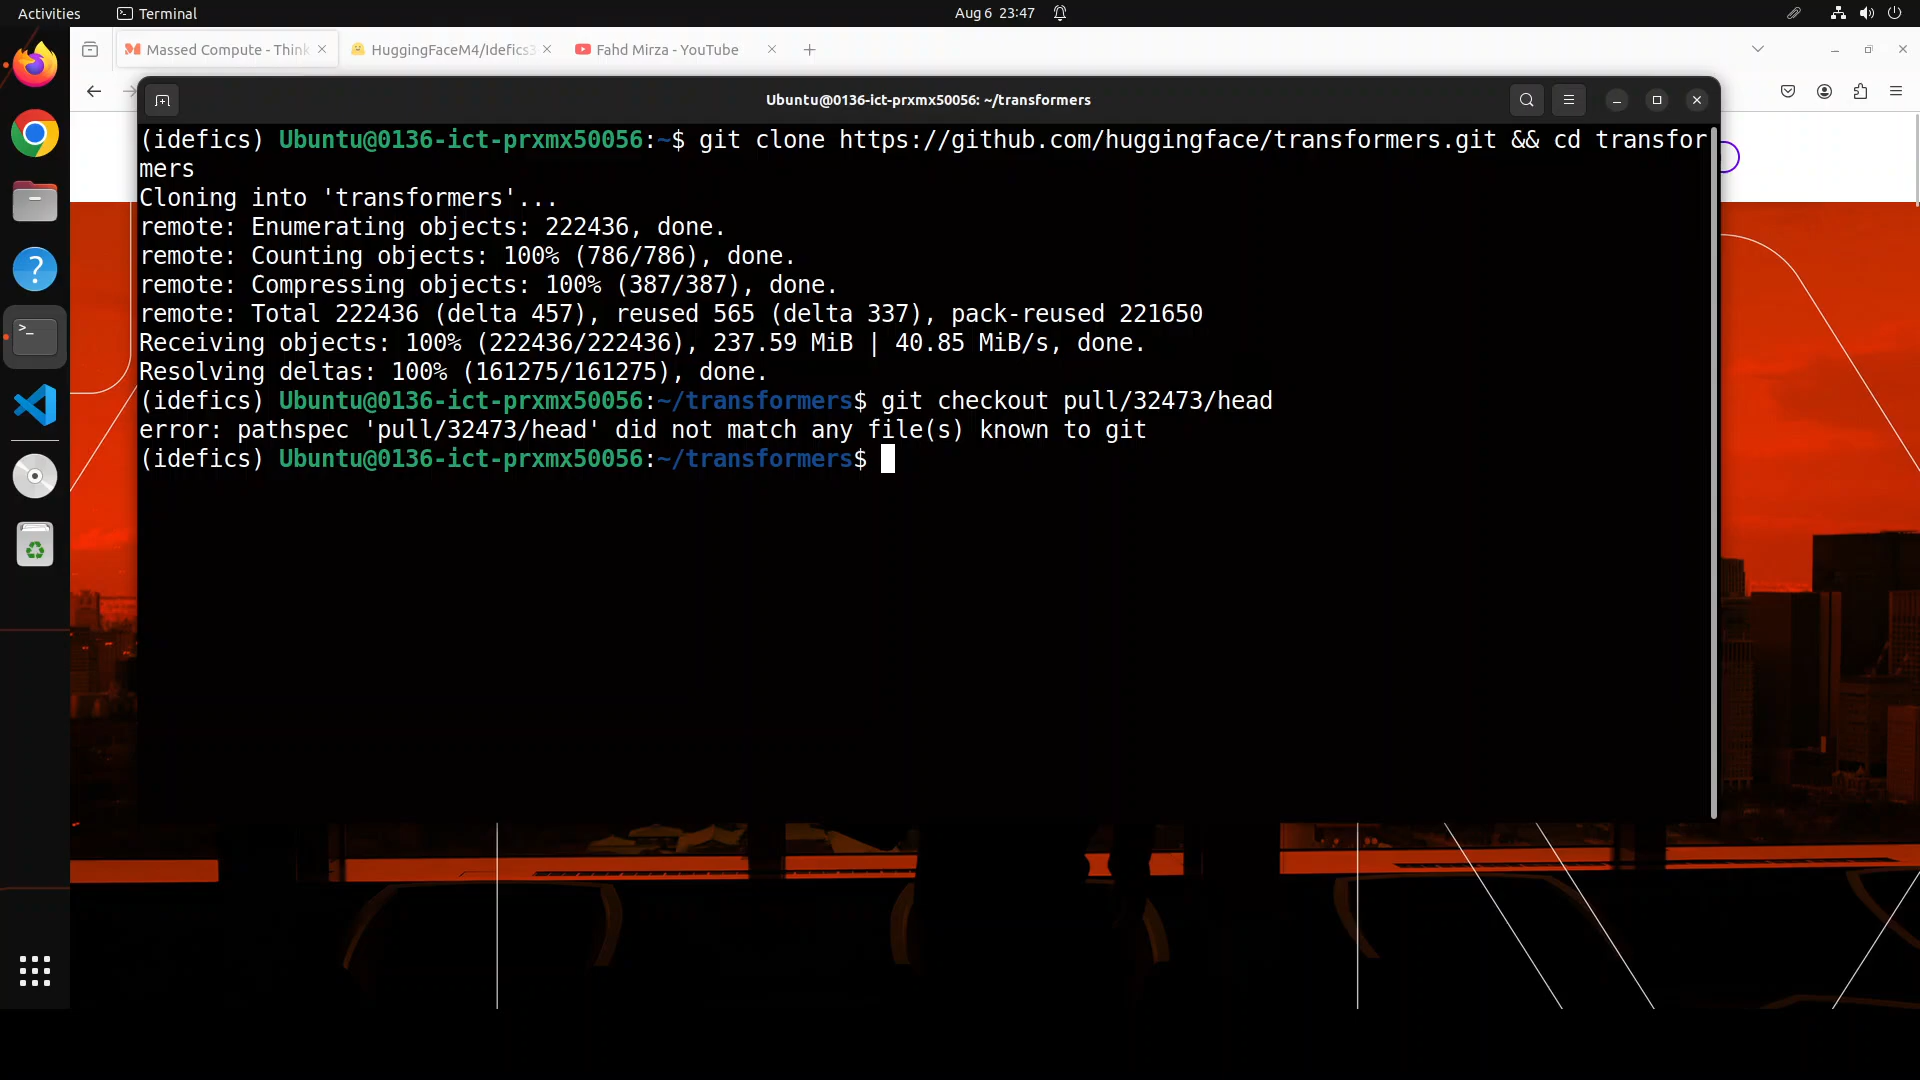 Activities
Terminal
Aug 6 23:47
Massed Compute - Think
HuggingFaceM4/Idefics3
Fahd Mirza - YouTube
Ubuntu@0136-ict-prxmx50056: ~/transformers
(idefics) Ubuntu@0136-ict-prxmx50056:~$ git clone https://github.com/huggingface/transformers.git && cd transfor
mers
Cloning into 'transformers'...
remote: Enumerating objects: 222436, done.
remote: Counting objects: 100% (786/786), done.
remote: Compressing objects: 100% (387/387), done.
remote: Total 222436 (delta 457), reused 565 (delta 337), pack-reused 221650
Receiving objects: 100% (222436/222436), 237.59 MiB | 40.85 MiB/s, done.
Resolving deltas: 100% (161275/161275), done.
(idefics) Ubuntu@0136-ict-prxmx50056:~/transformers$ git checkout pull/32473/head
error: pathspec 'pull/32473/head' did not match any file(s) known to git
(idefics) Ubuntu@0136-ict-prxmx50056:~/transformers$